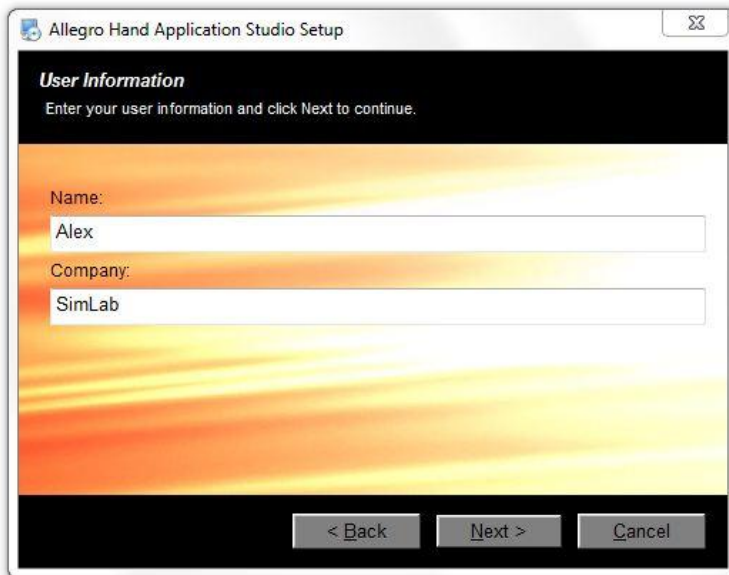 Allegro Hand Application Studio Setup
User Information
Enter your user information and click Next to continue.
Name:
Alex
Company:
SimLab
< Back
Next >
Cancel